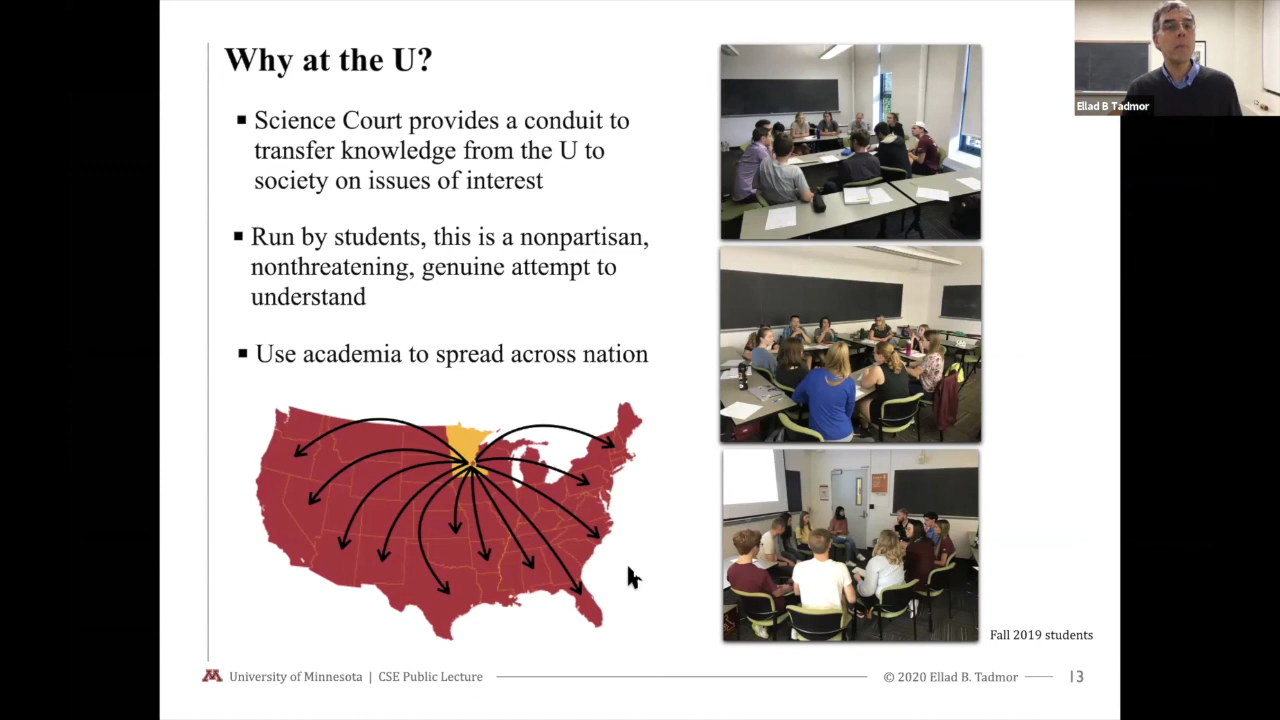 Why at the U?
▪ Science Court provides a conduit to
transfer knowledge from the U to
society on issues of interest
▪ Run by students, this is a nonpartisan,
nonthreatening, genuine attempt to
understand
▪ Use academia to spread across nation
Ellad B Tadmor
Fall 2019 students
University of Minnesota | CSE Public Lecture
© 2020 Ellad B. Tadmor
13